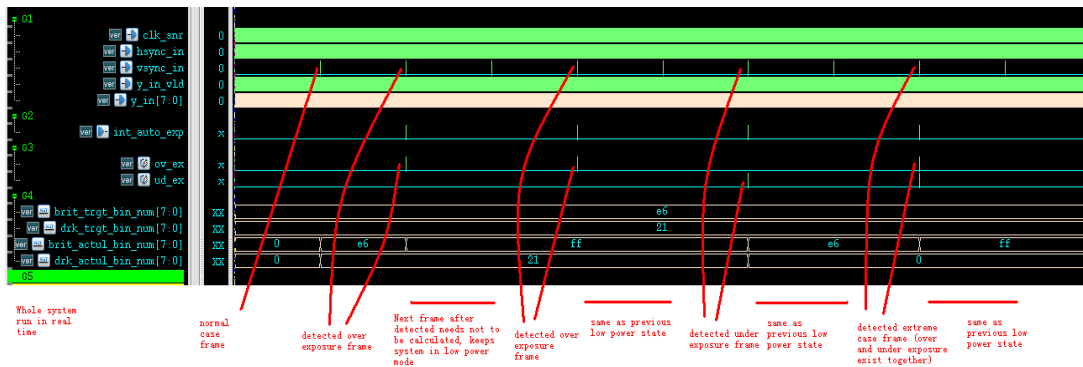 G1
ver clk_snr 0
ver hsync_in 0
ver vsync_in 0
ver y_in_vld 0
ver y_in[7:0] 0
G2
ver int_auto_exp x
G3
ver ov_ex x
ver ud_ex x
G4
ver brit_trgt_bin_num[7:0] XX e6
ver drk_trgt_bin_num[7:0] XX 21
ver brit_actul_bin_num[7:0] XX 0 e6 ff e6 ff
ver drk_actul_bin_num[7:0] XX 0 21 0
G5
Whole system
run in real
time
normal
case
frame
detected over
exposure frame
Next frame after
detected needs not to
be calculated, keeps
system in low power
mode
detected over
exposure
frame
same as previous
low power state
detected under
exposure frame
same as
previous low
power state
detected extreme
case frame (over
and under exposure
exist together)
same as
previous low
power state